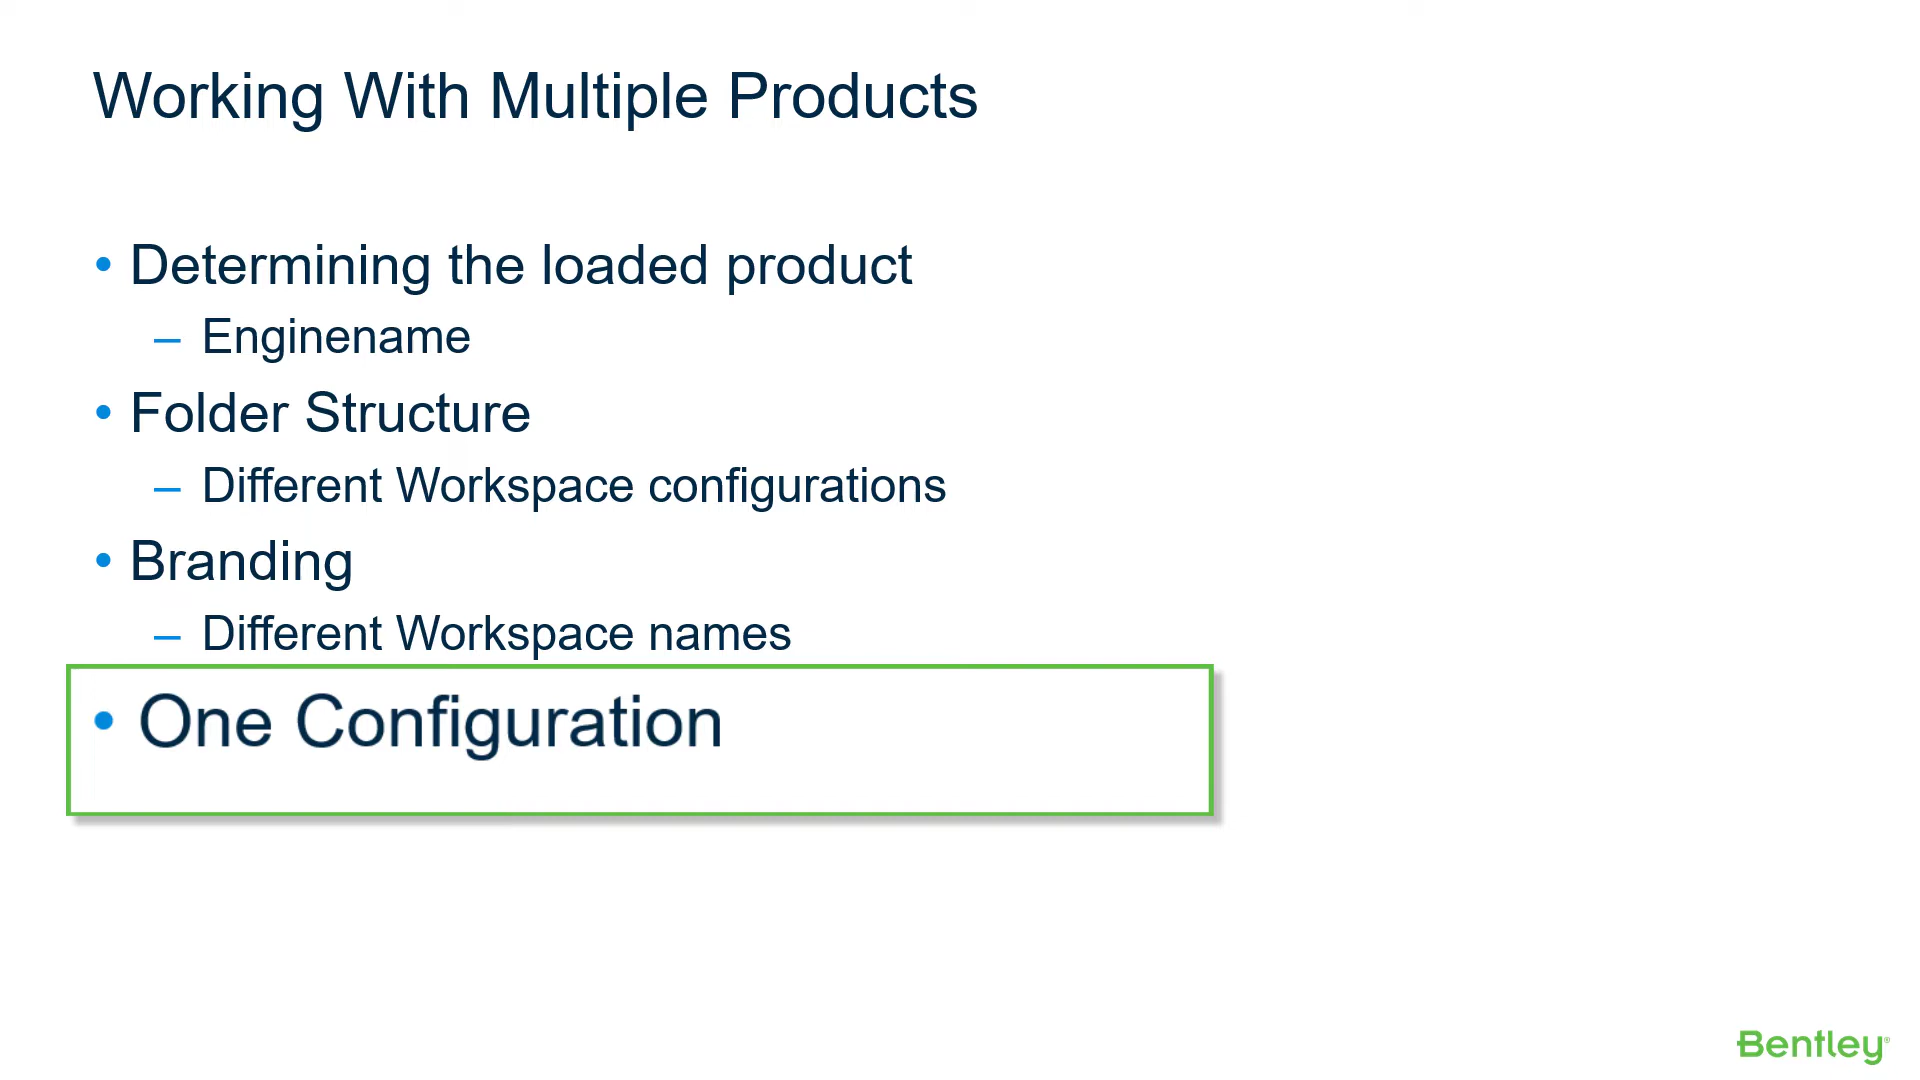 Working With Multiple Products
• Determining the loaded product
– Enginename
• Folder Structure
– Different Workspace configurations
• Branding
– Different Workspace names
• One Configuration
Bentley®